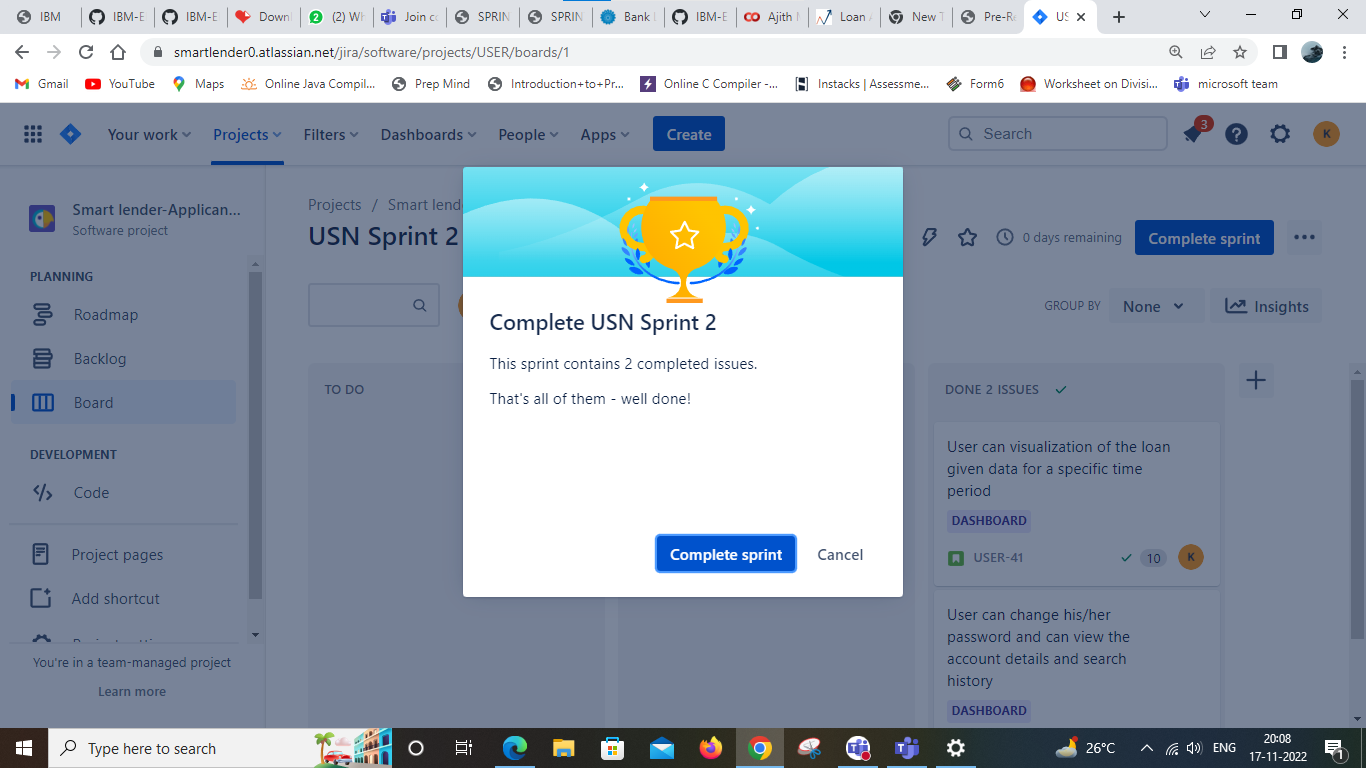 IBM
IBM-E
IBM-E
Downl
(2) Wh
Join co
SPRIN
SPRIN
Bank L
IBM-E
Ajith M
Loan A
New T
Pre-Re
US
smartlender0.atlassian.net/jira/software/projects/USER/boards/1
Gmail
YouTube
Maps
Online Java Compil...
Prep Mind
Introduction+to+Pr...
Online C Compiler -...
Instacks | Assessme...
Form6
Worksheet on Divisi...
microsoft team
Your work
Projects
Filters
Dashboards
People
Apps
Create
Search
3
K
Smart lender-Applican...
Software project
PLANNING
Roadmap
Backlog
Board
DEVELOPMENT
Code
Project pages
Add shortcut
You're in a team-managed project
Learn more
Projects / Smart lend
USN Sprint 2
0 days remaining
Complete sprint
GROUP BY
None
Insights
TO DO
DONE 2 ISSUES
User can visualization of the loan
given data for a specific time
period
DASHBOARD
USER-41
10
K
User can change his/her
password and can view the
account details and search
history
DASHBOARD
Complete USN Sprint 2
This sprint contains 2 completed issues.
That's all of them - well done!
Complete sprint
Cancel
Type here to search
26°C
ENG
20:08
17-11-2022
1